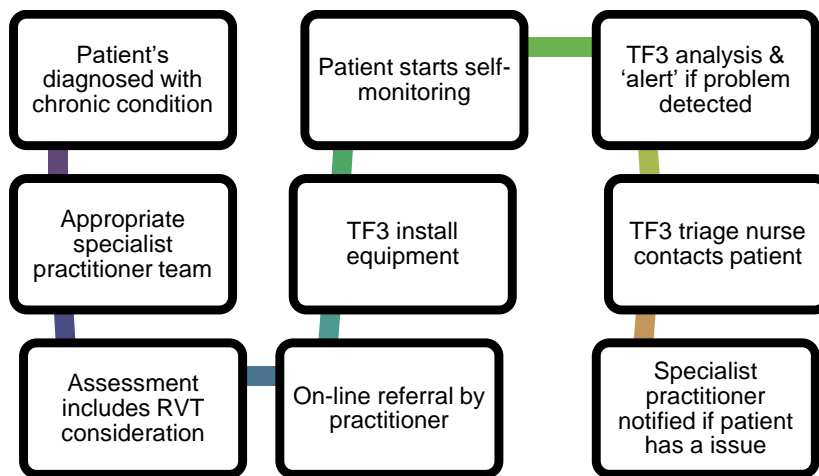 Patient’s
diagnosed with
chronic condition
Appropriate
specialist
practitioner team
Assessment
includes RVT
consideration
On-line referral by
practitioner
TF3 install
equipment
Patient starts self-
monitoring
TF3 analysis &
‘alert’ if problem
detected
TF3 triage nurse
contacts patient
Specialist
practitioner
notified if patient
has a issue